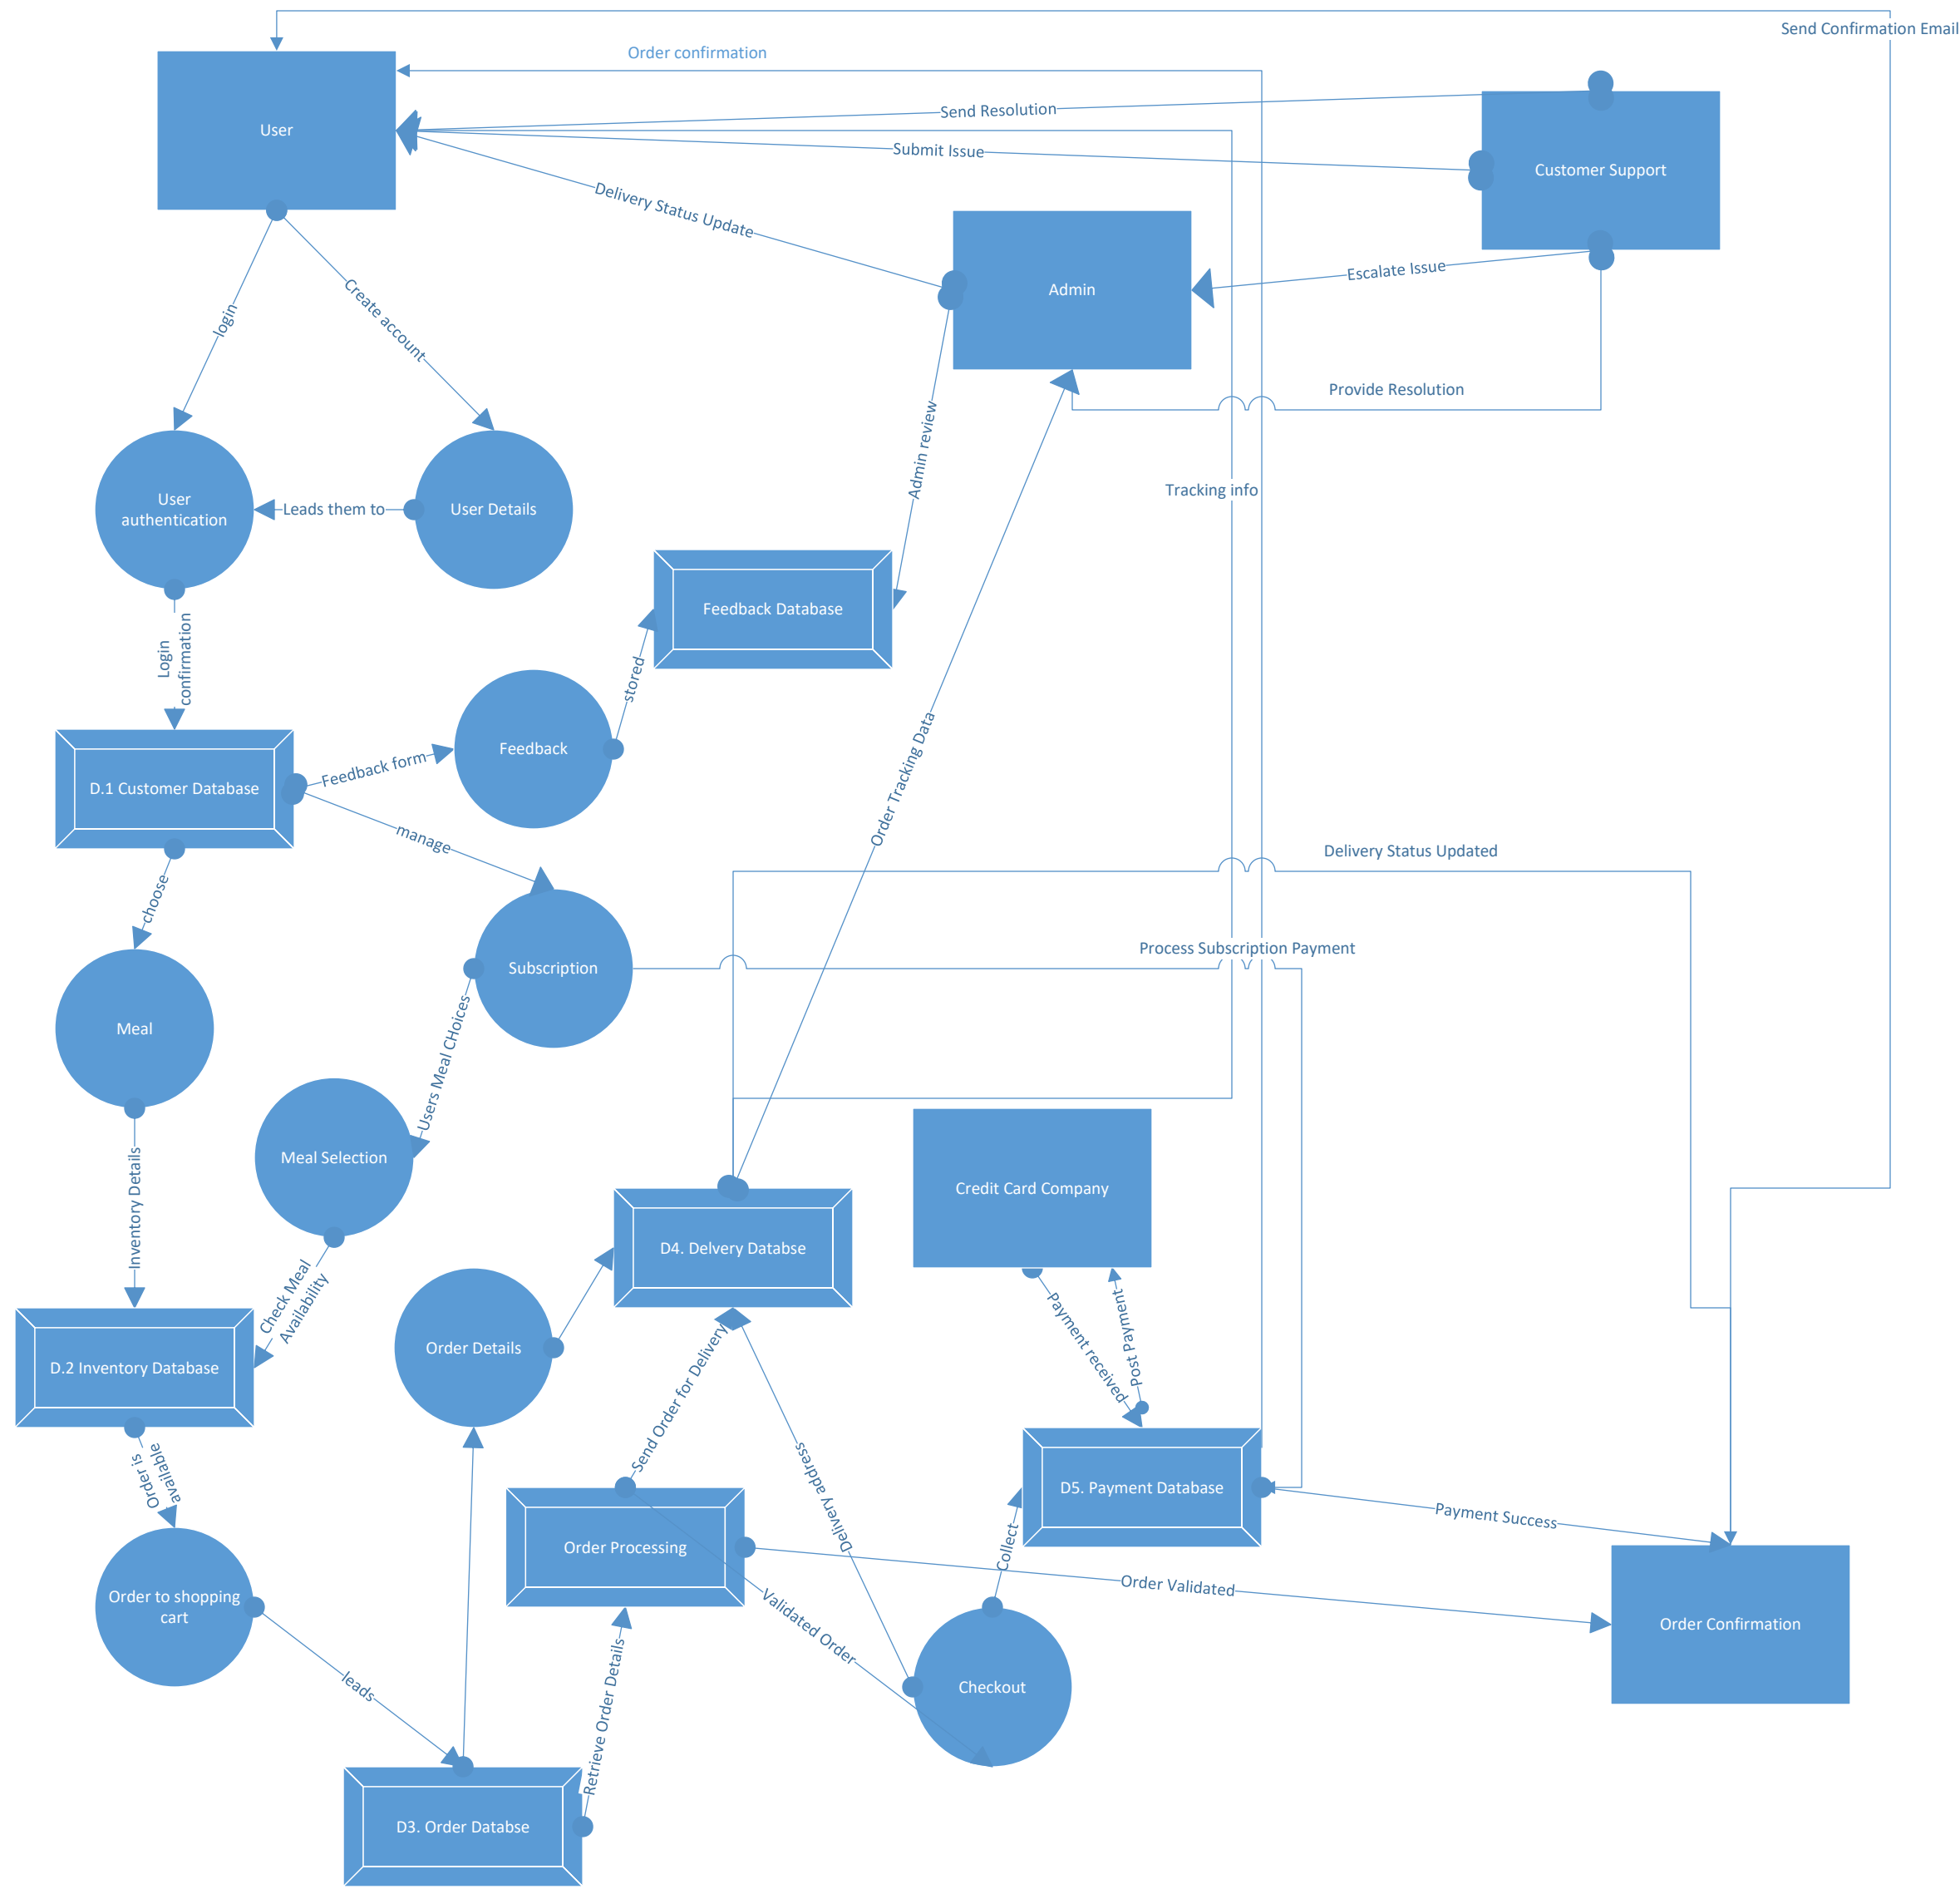 Send Confirmation Email
Order confirmation
User
Send Resolution
Submit Issue
Customer Support
Delivery Status Update
Admin
Escalate Issue
login
Create account
Provide Resolution
Admin review
Tracking info
User
authentication
Leads them to
User Details
Feedback Database
Login
confirmation
stored
Feedback
Feedback form
D.1 Customer Database
manage
Order Tracking Data
Delivery Status Updated
choose
Process Subscription Payment
Subscription
Meal
Users Meal CHoices
Meal Selection
Inventory Details
Credit Card Company
D4. Delvery Databse
Check Meal
Availability
Order Details
D.2 Inventory Database
Payment received
Post Payment
Send Order for Delivery
Delivery address
Order is
available
D5. Payment Database
Payment Success
Order Processing
Collect
Order Validated
Order to shopping
cart
Validated Order
Order Confirmation
Checkout
leads
Retrieve Order Details
D3. Order Databse